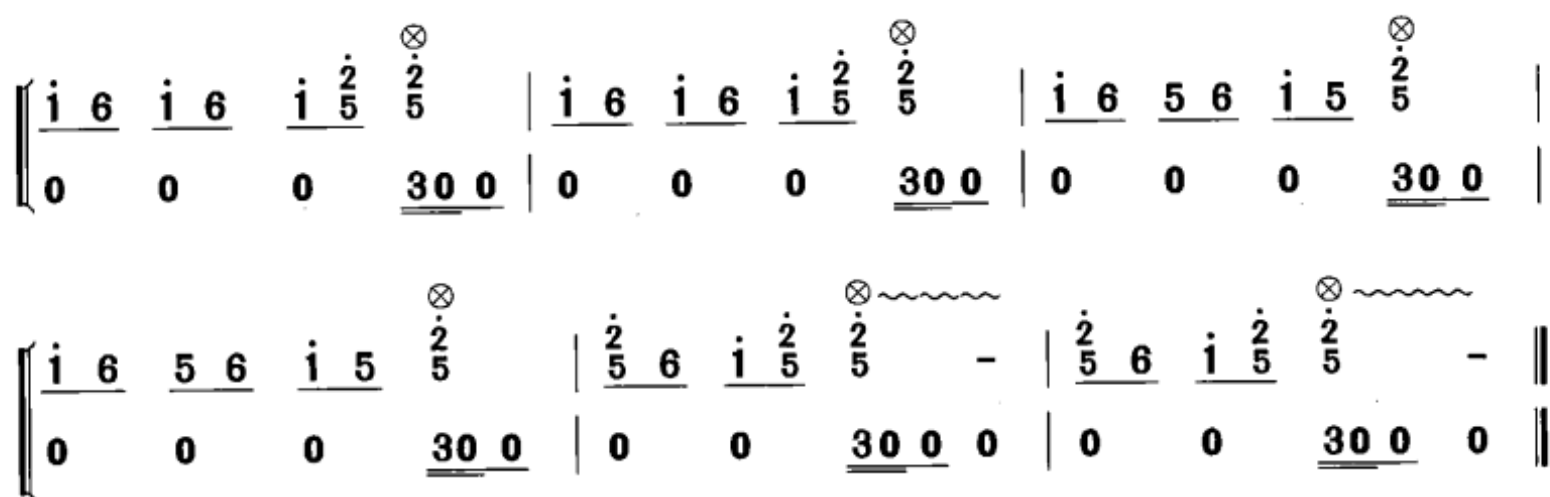 ⊗ ⊗ ⊗
i̇ 6 i̇ 6 i̇ 2̇ 2̇ | i̇ 6 i̇ 6 i̇ 2̇ 2̇ | i̇ 6 5 6 i̇ 5 2̇ |
5 5 5 5 5
0 0 0 30 0 | 0 0 0 30 0 | 0 0 0 30 0 |
⊗ ⊗ ﹏﹏﹏ ⊗ ﹏﹏﹏
i̇ 6 5 6 i̇ 5 2̇ | 2̇ 6 i̇ 2̇ 2̇ – | 2̇ 6 i̇ 2̇ 2̇ – ‖
5 5 5 5 5 5 5
0 0 0 30 0 | 0 0 30 0 0 | 0 0 30 0 0 ‖